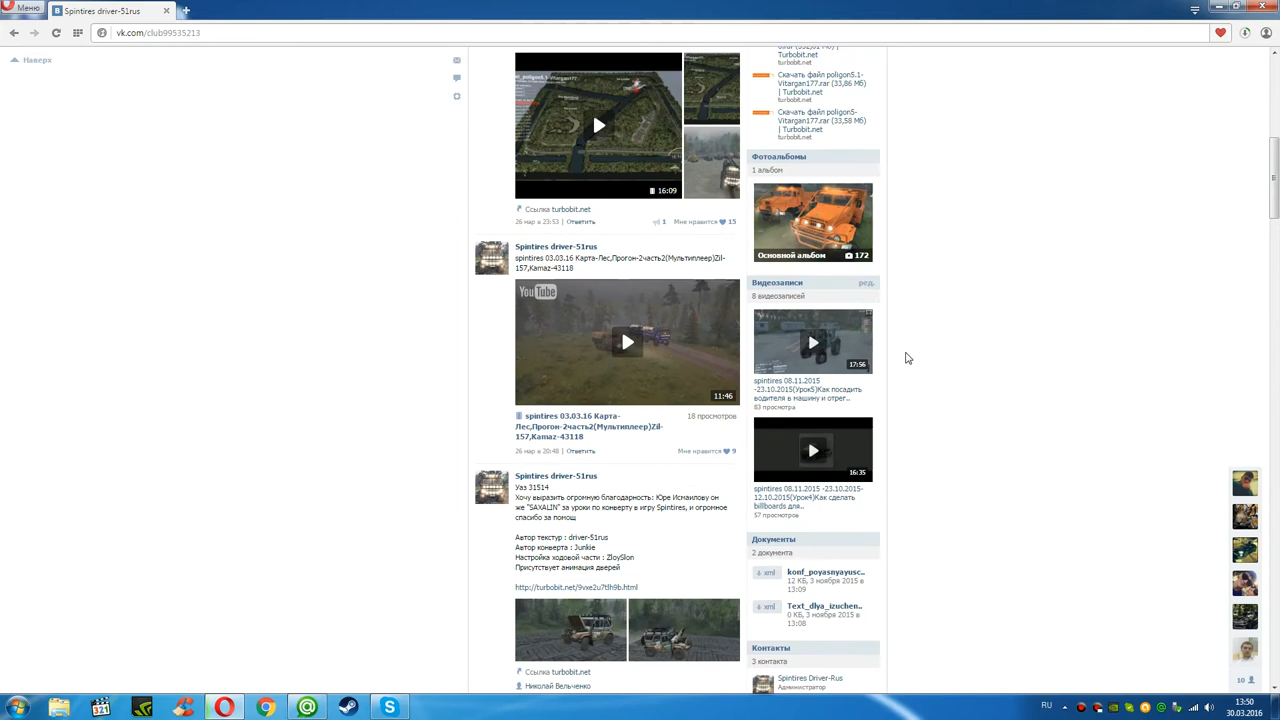 Меню
Spintires driver-51rus
vk.com/club99535213
Наверх
16:09
Ссылка turbobit.net
26 мар в 23:53 | Ответить
1 Мне нравится 15
Spintires driver-51rus
spintires 03.03.16 Карта-Лес,Прогон-2часть2(Мультиплеер)Zil-
157,Kamaz-43118
YouTube
11:46
spintires 03.03.16 Карта-
Лес,Прогон-2часть2(Мультиплеер)Zil-
157,Kamaz-43118
18 просмотров
26 мар в 20:48 | Ответить
Мне нравится 9
Spintires driver-51rus
Уаз 31514
Хочу выразить огромную благодарность: Юре Исмаилову он
же "SAXALIN" за уроки по конверту в игру Spintires, и огромное
спасибо за помощ
Автор текстур : driver-51rus
Автор конверта : Junkie
Настройка ходовой части : ZloySlon
Присутствует анимация дверей
http://turbobit.net/9vxe2u7tlh9b.html
Ссылка turbobit.net
Николай Вельченко
Turbobit.net
turbobit.net
Скачать файл poligon5.1-
Vitargan177.rar (33,86 Мб)
| Turbobit.net
turbobit.net
Скачать файл poligon5-
Vitargan177.rar (33,58 Мб)
| Turbobit.net
turbobit.net
Фотоальбомы
1 альбом
Основной альбом 172
Видеозаписи ред.
8 видеозаписей
17:56
spintires 08.11.2015
-23.10.2015(Урок5)Как посадить
водителя в машину и отрег..
83 просмотра
16:35
spintires 08.11.2015 -23.10.2015-
12.10.2015(Урок4)Как сделать
billboards для..
57 просмотров
Документы
2 документа
xml konf_poyasnyayusc..
12 КБ, 3 ноября 2015 в
13:09
xml Text_dlya_izuchen..
0 КБ, 3 ноября 2015 в
13:08
Контакты
3 контакта
Spintires Driver-Rus
Администратор
10
321
RU
13:50
30.03.2016